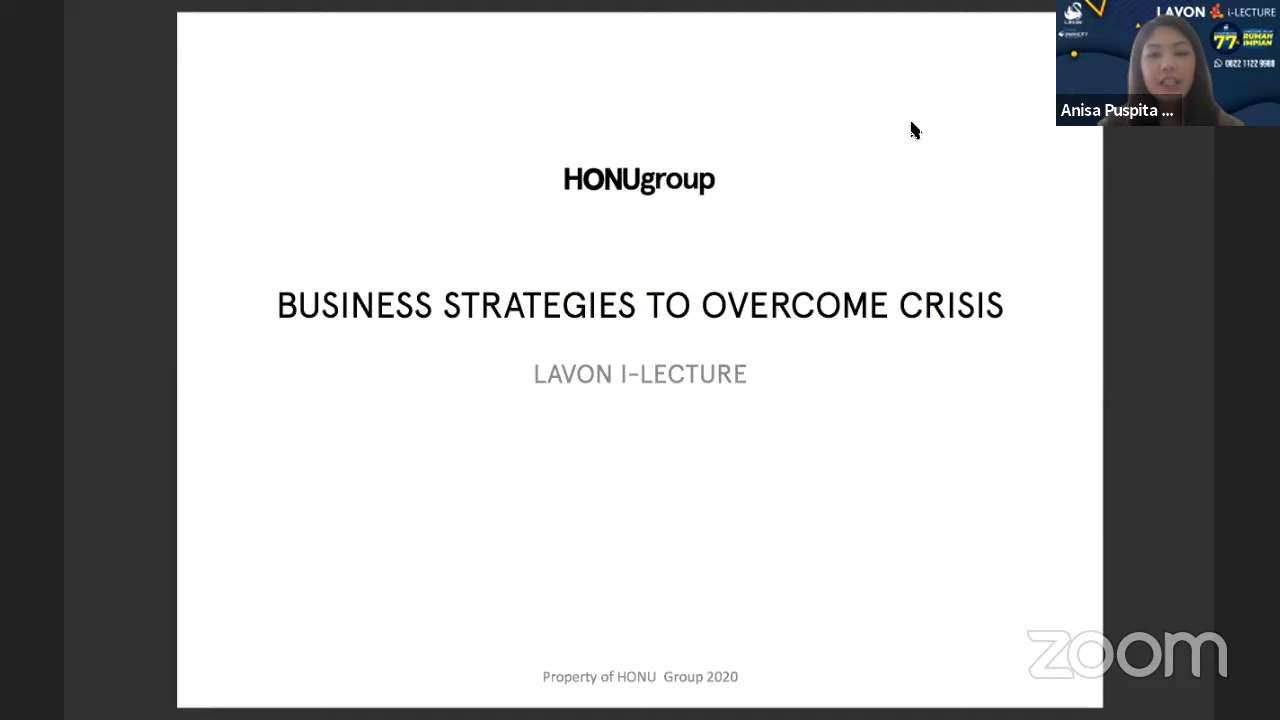 LAVON i-LECTURE
77
RUMAH
IMPIAN
0822 1122 9988
Anisa Puspita ...
HONUgroup
BUSINESS STRATEGIES TO OVERCOME CRISIS
LAVON I-LECTURE
zoom
Property of HONU Group 2020